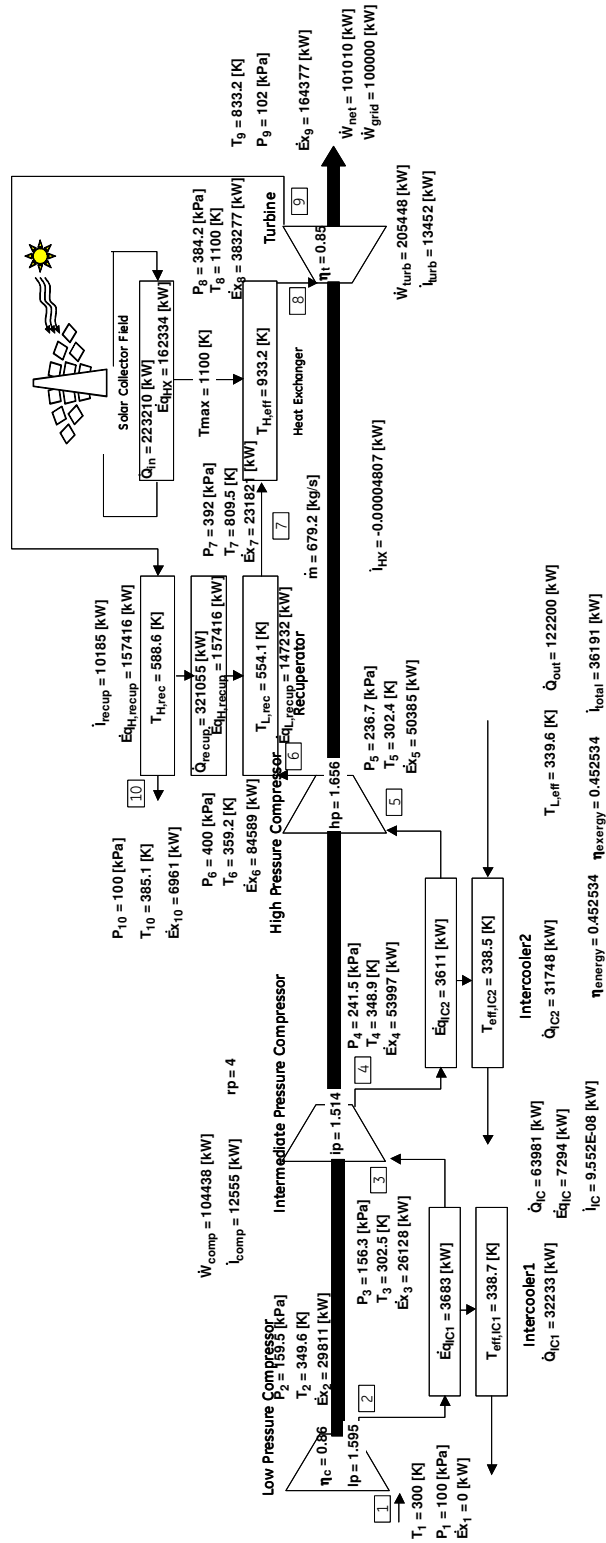 Low Pressure Compressor
ηc = 0.86
lp = 1.595
1
T1 = 300 [K]
P1 = 100 [kPa]
Ėx1 = 0 [kW]
P2 = 159.5 [kPa]
T2 = 349.6 [K]
Ėx2 = 29811 [kW]
2
ĖqIC1 = 3683 [kW]
Teff,IC1 = 338.7 [K]
Intercooler1
Q̇IC1 = 32233 [kW]
Ẇcomp = 104438 [kW]
İcomp = 12555 [kW]
rp = 4
P3 = 156.3 [kPa]
T3 = 302.5 [K]
Ėx3 = 26128 [kW]
3
Q̇IC = 63981 [kW]
ĖqIC = 7294 [kW]
İIC = 9.552E-08 [kW]
Intermediate Pressure Compressor
ip = 1.514
4
P4 = 241.5 [kPa]
T4 = 348.9 [K]
Ėx4 = 53997 [kW]
ĖqIC2 = 3611 [kW]
Teff,IC2 = 338.5 [K]
Intercooler2
Q̇IC2 = 31748 [kW]
ηenergy = 0.452534
ηexergy = 0.452534
TL,eff = 339.6 [K]
Q̇out = 122200 [kW]
İtotal = 36191 [kW]
High Pressure Compressor
hp = 1.656
5
P5 = 236.7 [kPa]
T5 = 302.4 [K]
Ėx5 = 50385 [kW]
P6 = 400 [kPa]
T6 = 359.2 [K]
Ėx6 = 84589 [kW]
6
P10 = 100 [kPa]
T10 = 385.1 [K]
Ėx10 = 6961 [kW]
10
İrecup = 10185 [kW]
ĖqH,recup = 157416 [kW]
TH,rec = 588.6 [K]
Q̇recup = 321055 [kW]
ĖqH,recup = 157416 [kW]
TL,rec = 554.1 [K]
ĖqL,recup = 147232 [kW]
Recuperator
P7 = 392 [kPa]
T7 = 809.5 [K]
Ėx7 = 231821 [kW]
7
ṁ = 679.2 [kg/s]
İHX = -0.00004807 [kW]
Solar Collector Field
Q̇in = 223210 [kW]
ĖqHX = 162334 [kW]
Tmax = 1100 [K]
TH,eff = 933.2 [K]
Heat Exchanger
P8 = 384.2 [kPa]
T8 = 1100 [K]
Ėx8 = 383277 [kW]
8
Turbine
ηt = 0.85
9
Ẇturb = 205448 [kW]
İturb = 13452 [kW]
T9 = 833.2 [K]
P9 = 102 [kPa]
Ėx9 = 164377 [kW]
Ẇnet = 101010 [kW]
Ẇgrid = 100000 [kW]